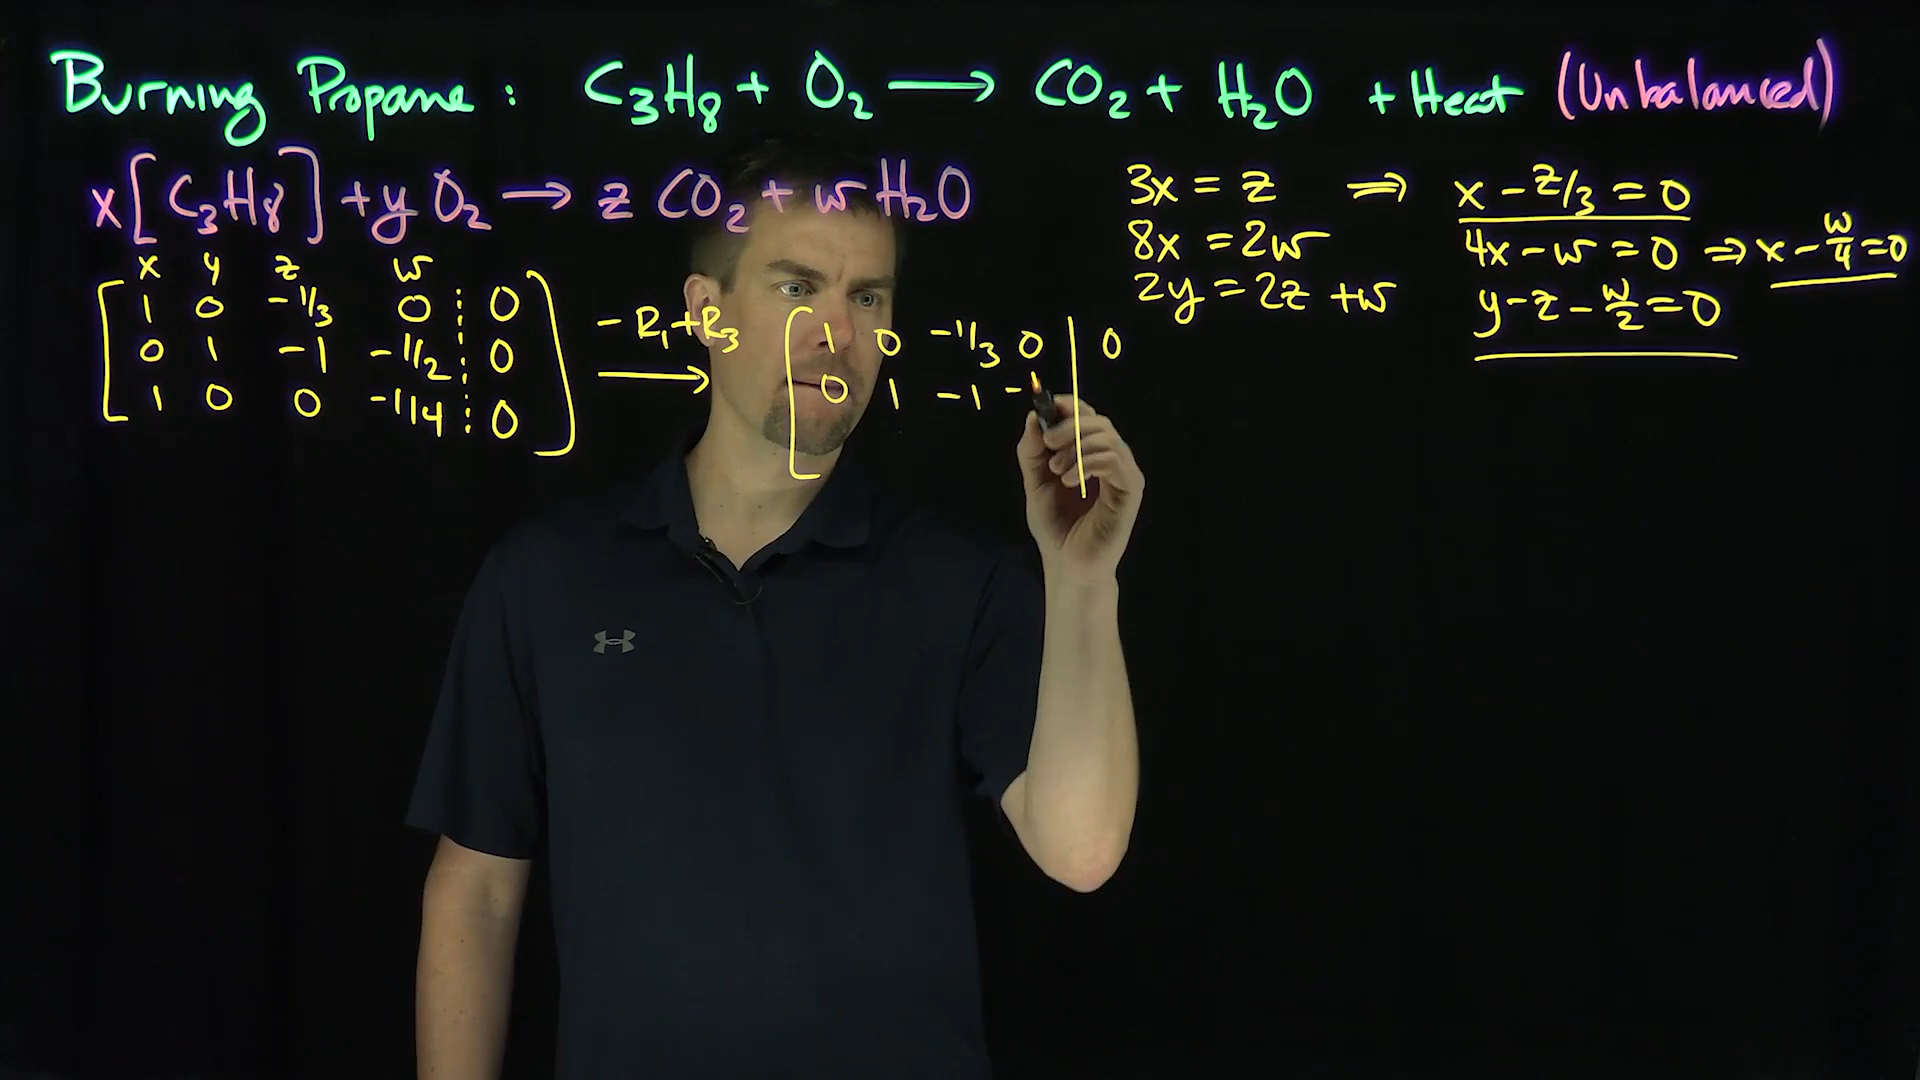 Burning Propane : C₃H₈ + O₂ ⟶ CO₂ + H₂O + Heat (Unbalanced)
x[C₃H₈] + y O₂ → z CO₂ + w H₂O
x y z w
1 0 -1/3 0 ⋮ 0
0 1 -1 -1/2 ⋮ 0
1 0 0 -1/4 ⋮ 0
-R₁+R₃
1 0 -1/3 0 | 0
0 1 -1 -
3x = z ⇒ x - z/3 = 0
8x = 2w 4x - w = 0 ⇒ x - w/4 = 0
2y = 2z + w y - z - w/2 = 0